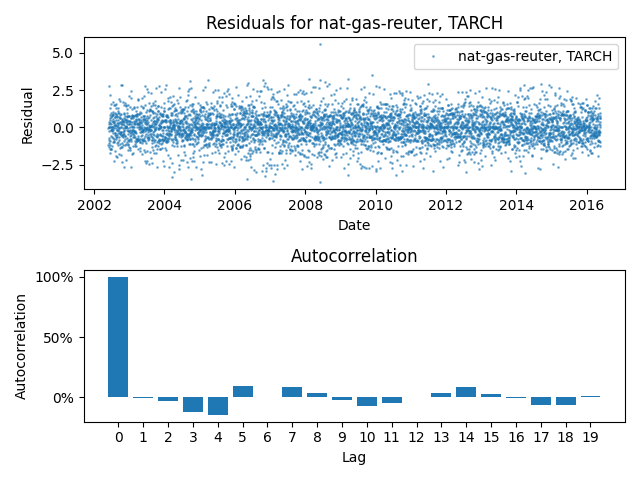 Residuals for nat-gas-reuter, TARCH
nat-gas-reuter, TARCH
5.0
2.5
0.0
−2.5
Residual
2002 2004 2006 2008 2010 2012 2014 2016
Date
Autocorrelation
100%
50%
0%
Autocorrelation
0 1 2 3 4 5 6 7 8 9 10 11 12 13 14 15 16 17 18 19
Lag